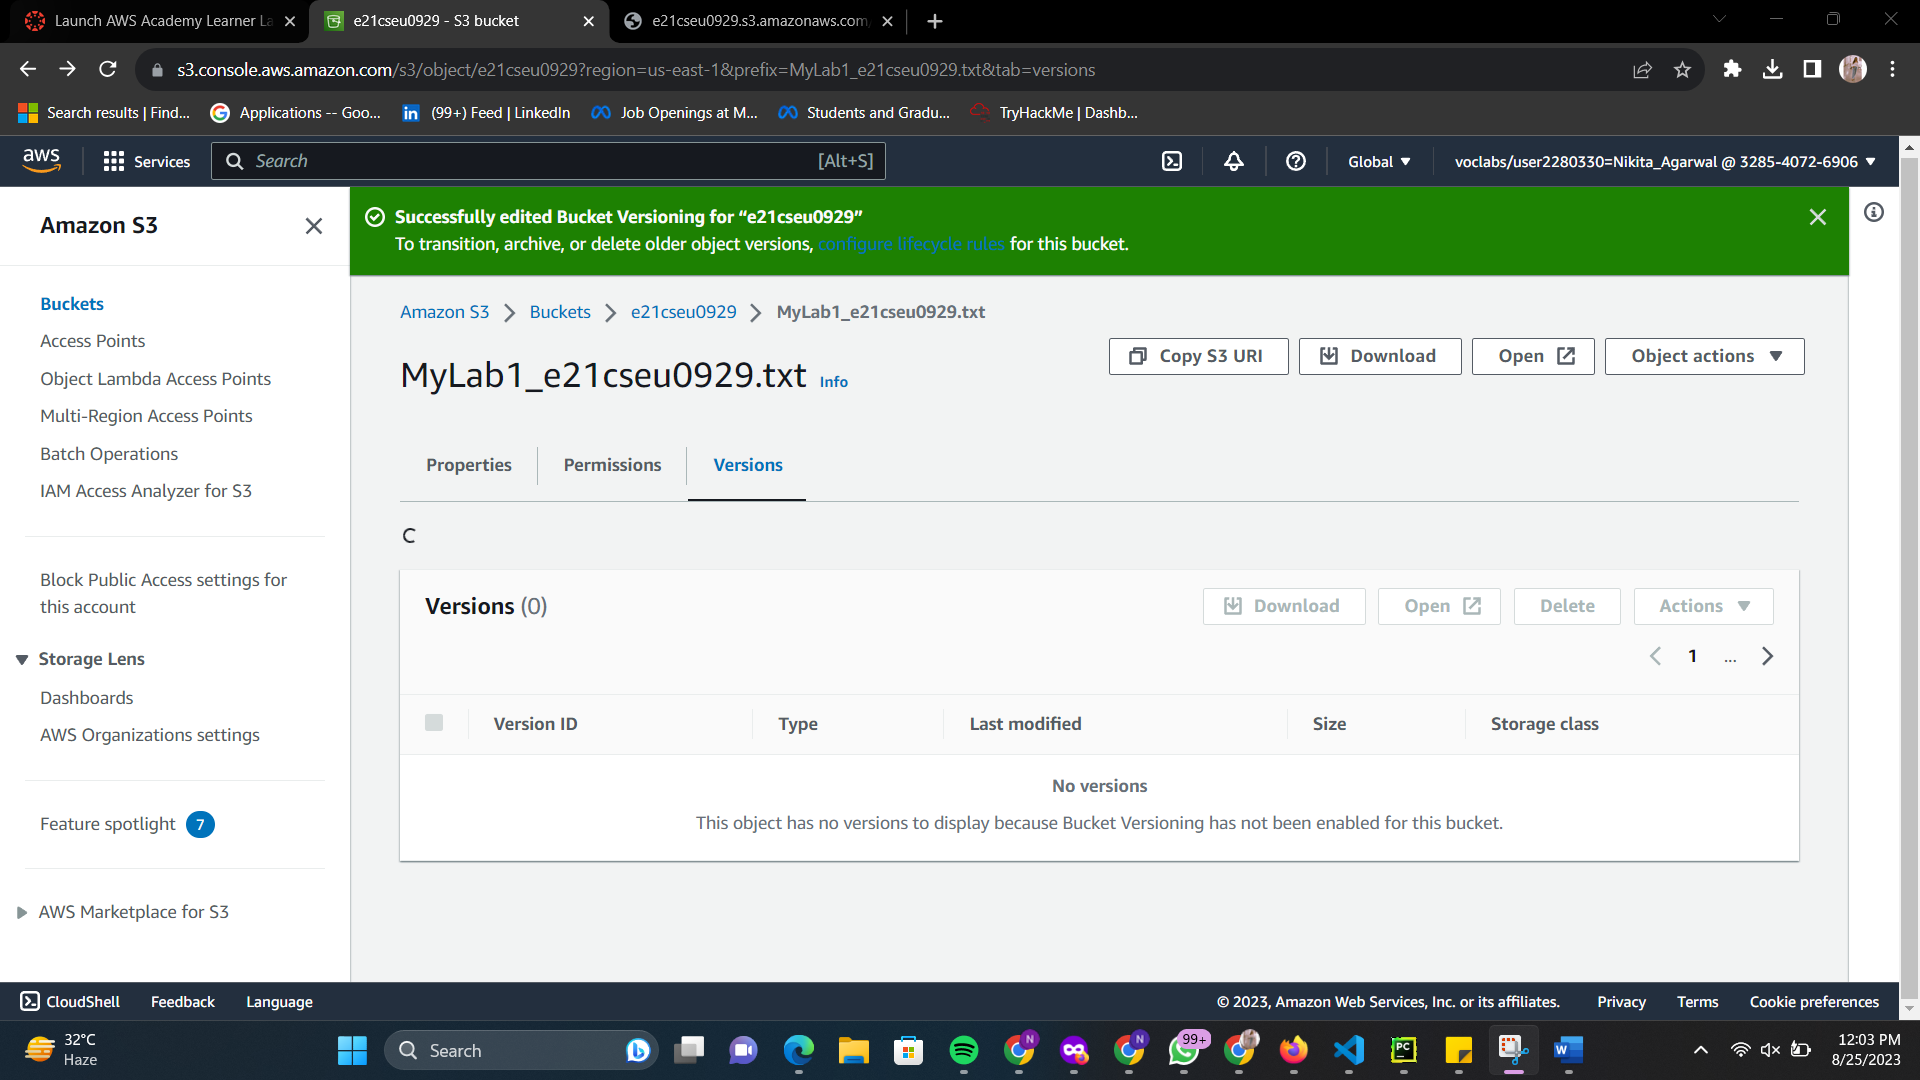 Launch AWS Academy Learner La
e21cseu0929 - S3 bucket
e21cseu0929.s3.amazonaws.com
s3.console.aws.amazon.com/s3/object/e21cseu0929?region=us-east-1&prefix=MyLab1_e21cseu0929.txt&tab=versions
Search results | Find...
Applications -- Goo...
(99+) Feed | LinkedIn
Job Openings at M...
Students and Gradu...
TryHackMe | Dashb...
aws
Services
Search
[Alt+S]
Global
voclabs/user2280330=Nikita_Agarwal @ 3285-4072-6906
Amazon S3
Successfully edited Bucket Versioning for “e21cseu0929”
To transition, archive, or delete older object versions, configure lifecycle rules for this bucket.
Buckets
Access Points
Object Lambda Access Points
Multi-Region Access Points
Batch Operations
IAM Access Analyzer for S3
Block Public Access settings for
this account
Storage Lens
Dashboards
AWS Organizations settings
Feature spotlight 7
AWS Marketplace for S3
Amazon S3
Buckets
e21cseu0929
MyLab1_e21cseu0929.txt
MyLab1_e21cseu0929.txt Info
Copy S3 URI
Download
Open
Object actions
Properties
Permissions
Versions
Versions (0)
Download
Open
Delete
Actions
1 ...
Version ID
Type
Last modified
Size
Storage class
No versions
This object has no versions to display because Bucket Versioning has not been enabled for this bucket.
CloudShell
Feedback
Language
© 2023, Amazon Web Services, Inc. or its affiliates.
Privacy
Terms
Cookie preferences
32°C
Haze
Search
N
N
99+
PC
W
12:03 PM
8/25/2023